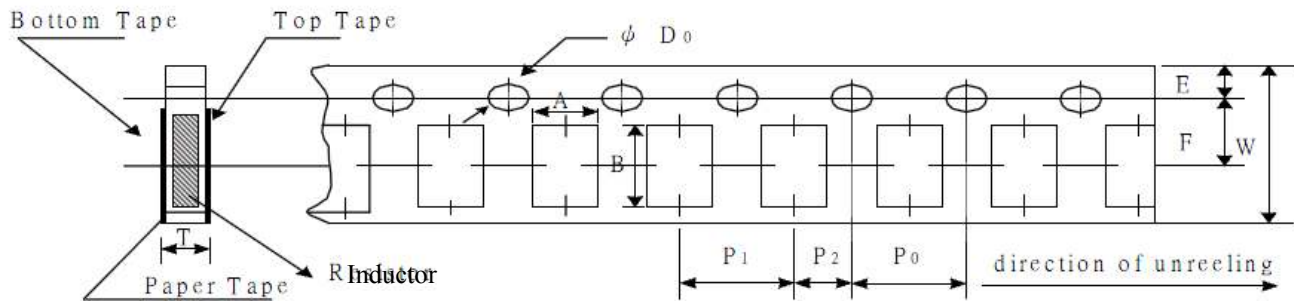 Bottom Tape
Top Tape
ϕ D0
E
A
F
W
B
T
P1
P2
P0
Inductor
direction of unreeling
Paper Tape